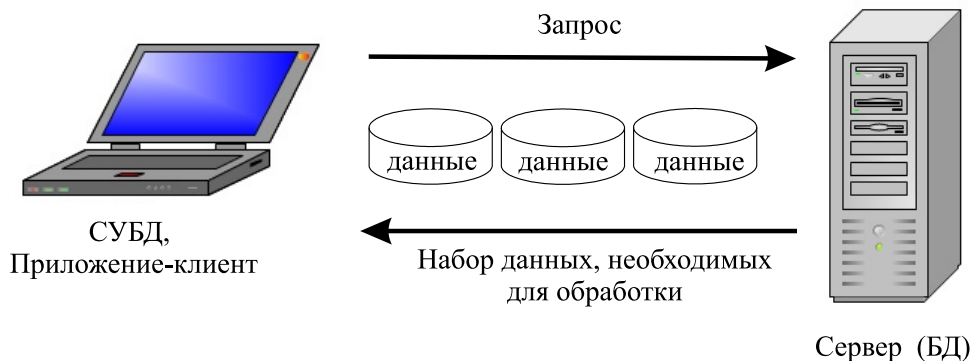 Запрос
данные данные данные
СУБД,
Приложение-клиент
Набор данных, необходимых
для обработки
Сервер (БД)